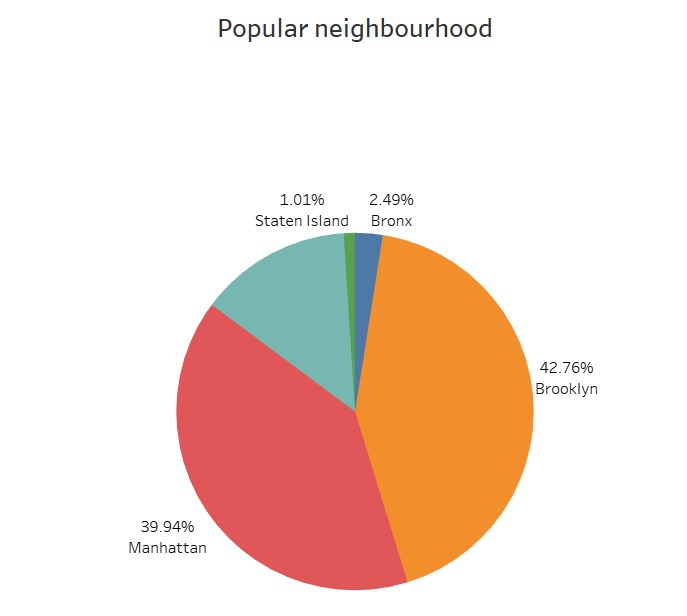 Popular neighbourhood
1.01%
Staten Island
2.49%
Bronx
42.76%
Brooklyn
39.94%
Manhattan